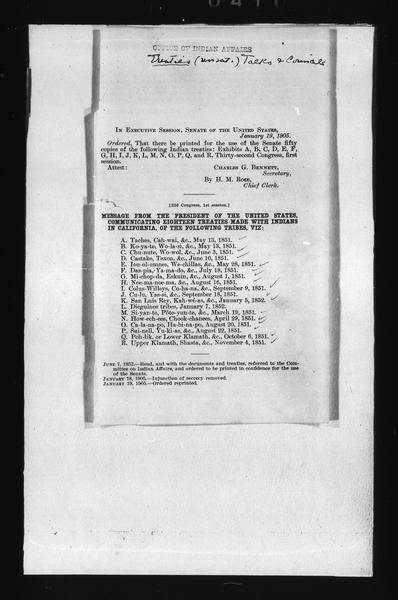 OFFICE OF INDIAN AFFAIRS
Treaties (unrat.) Talks & Councils
In Executive Session, Senate of the United States,
January 19, 1905.
Ordered, That there be printed for the use of the Senate fifty
copies of the following Indian treaties: Exhibits A, B, C, D, E, F,
G, H, I, J, K, L, M, N, O, P, Q, and R, Thirty-second Congress, first
session.
Attest: Charles G. Bennett,
Secretary,
By H. M. Rose,
Chief Clerk.
[32d Congress, 1st session.]
MESSAGE FROM THE PRESIDENT OF THE UNITED STATES,
COMMUNICATING EIGHTEEN TREATIES MADE WITH INDIANS
IN CALIFORNIA, OF THE FOLLOWING TRIBES, VIZ:
A. Taches, Cah-wai, &c., May 13, 1851.
B. Ko-ya-te, Wo-la-si, &c., May 13, 1851.
C. Chu-nute, Wo-wol, &c., June 3, 1851.
D. Castake, Texon, &c., June 10, 1851.
E. Iou-ol-umnes, We-chillas, &c., May 28, 1851.
F. Das-pia, Ya-ma-do, &c., July 18, 1851.
G. Mi-chop-da, Eskuin, &c., August 1, 1851.
H. Noe-ma-noe-ma, &c., August 16, 1851.
I. Colus-Willeys, Co-ha-na, &c., September 9, 1851.
J. Cu-lu, Yas-si, &c., September 18, 1851.
K. San Luis Rey, Kah-wé-as, &c., January 5, 1852.
L. Dieguinos tribes, January 7, 1852.
M. Si-yan-te, Pöto-yun-te, &c., March 19, 1851.
N. How-ech-ees, Chook-chanees, April 29, 1851.
O. Ca-la-na-po, Ha-bi-na-po, August 20, 1851.
P. Sai-nell, Yu-ki-as, &c., August 22, 1851.
Q. Poh-lik, or Lower Klamath, &c., October 6, 1851.
R. Upper Klamath, Shasta, &c., November 4, 1851.
June 7, 1852.—Read, and with the documents and treaties, referred to the Com-
mittee on Indian Affairs, and ordered to be printed in confidence for the use
of the Senate.
January 18, 1905.—Injunction of secrecy removed.
January 19, 1905.—Ordered reprinted.